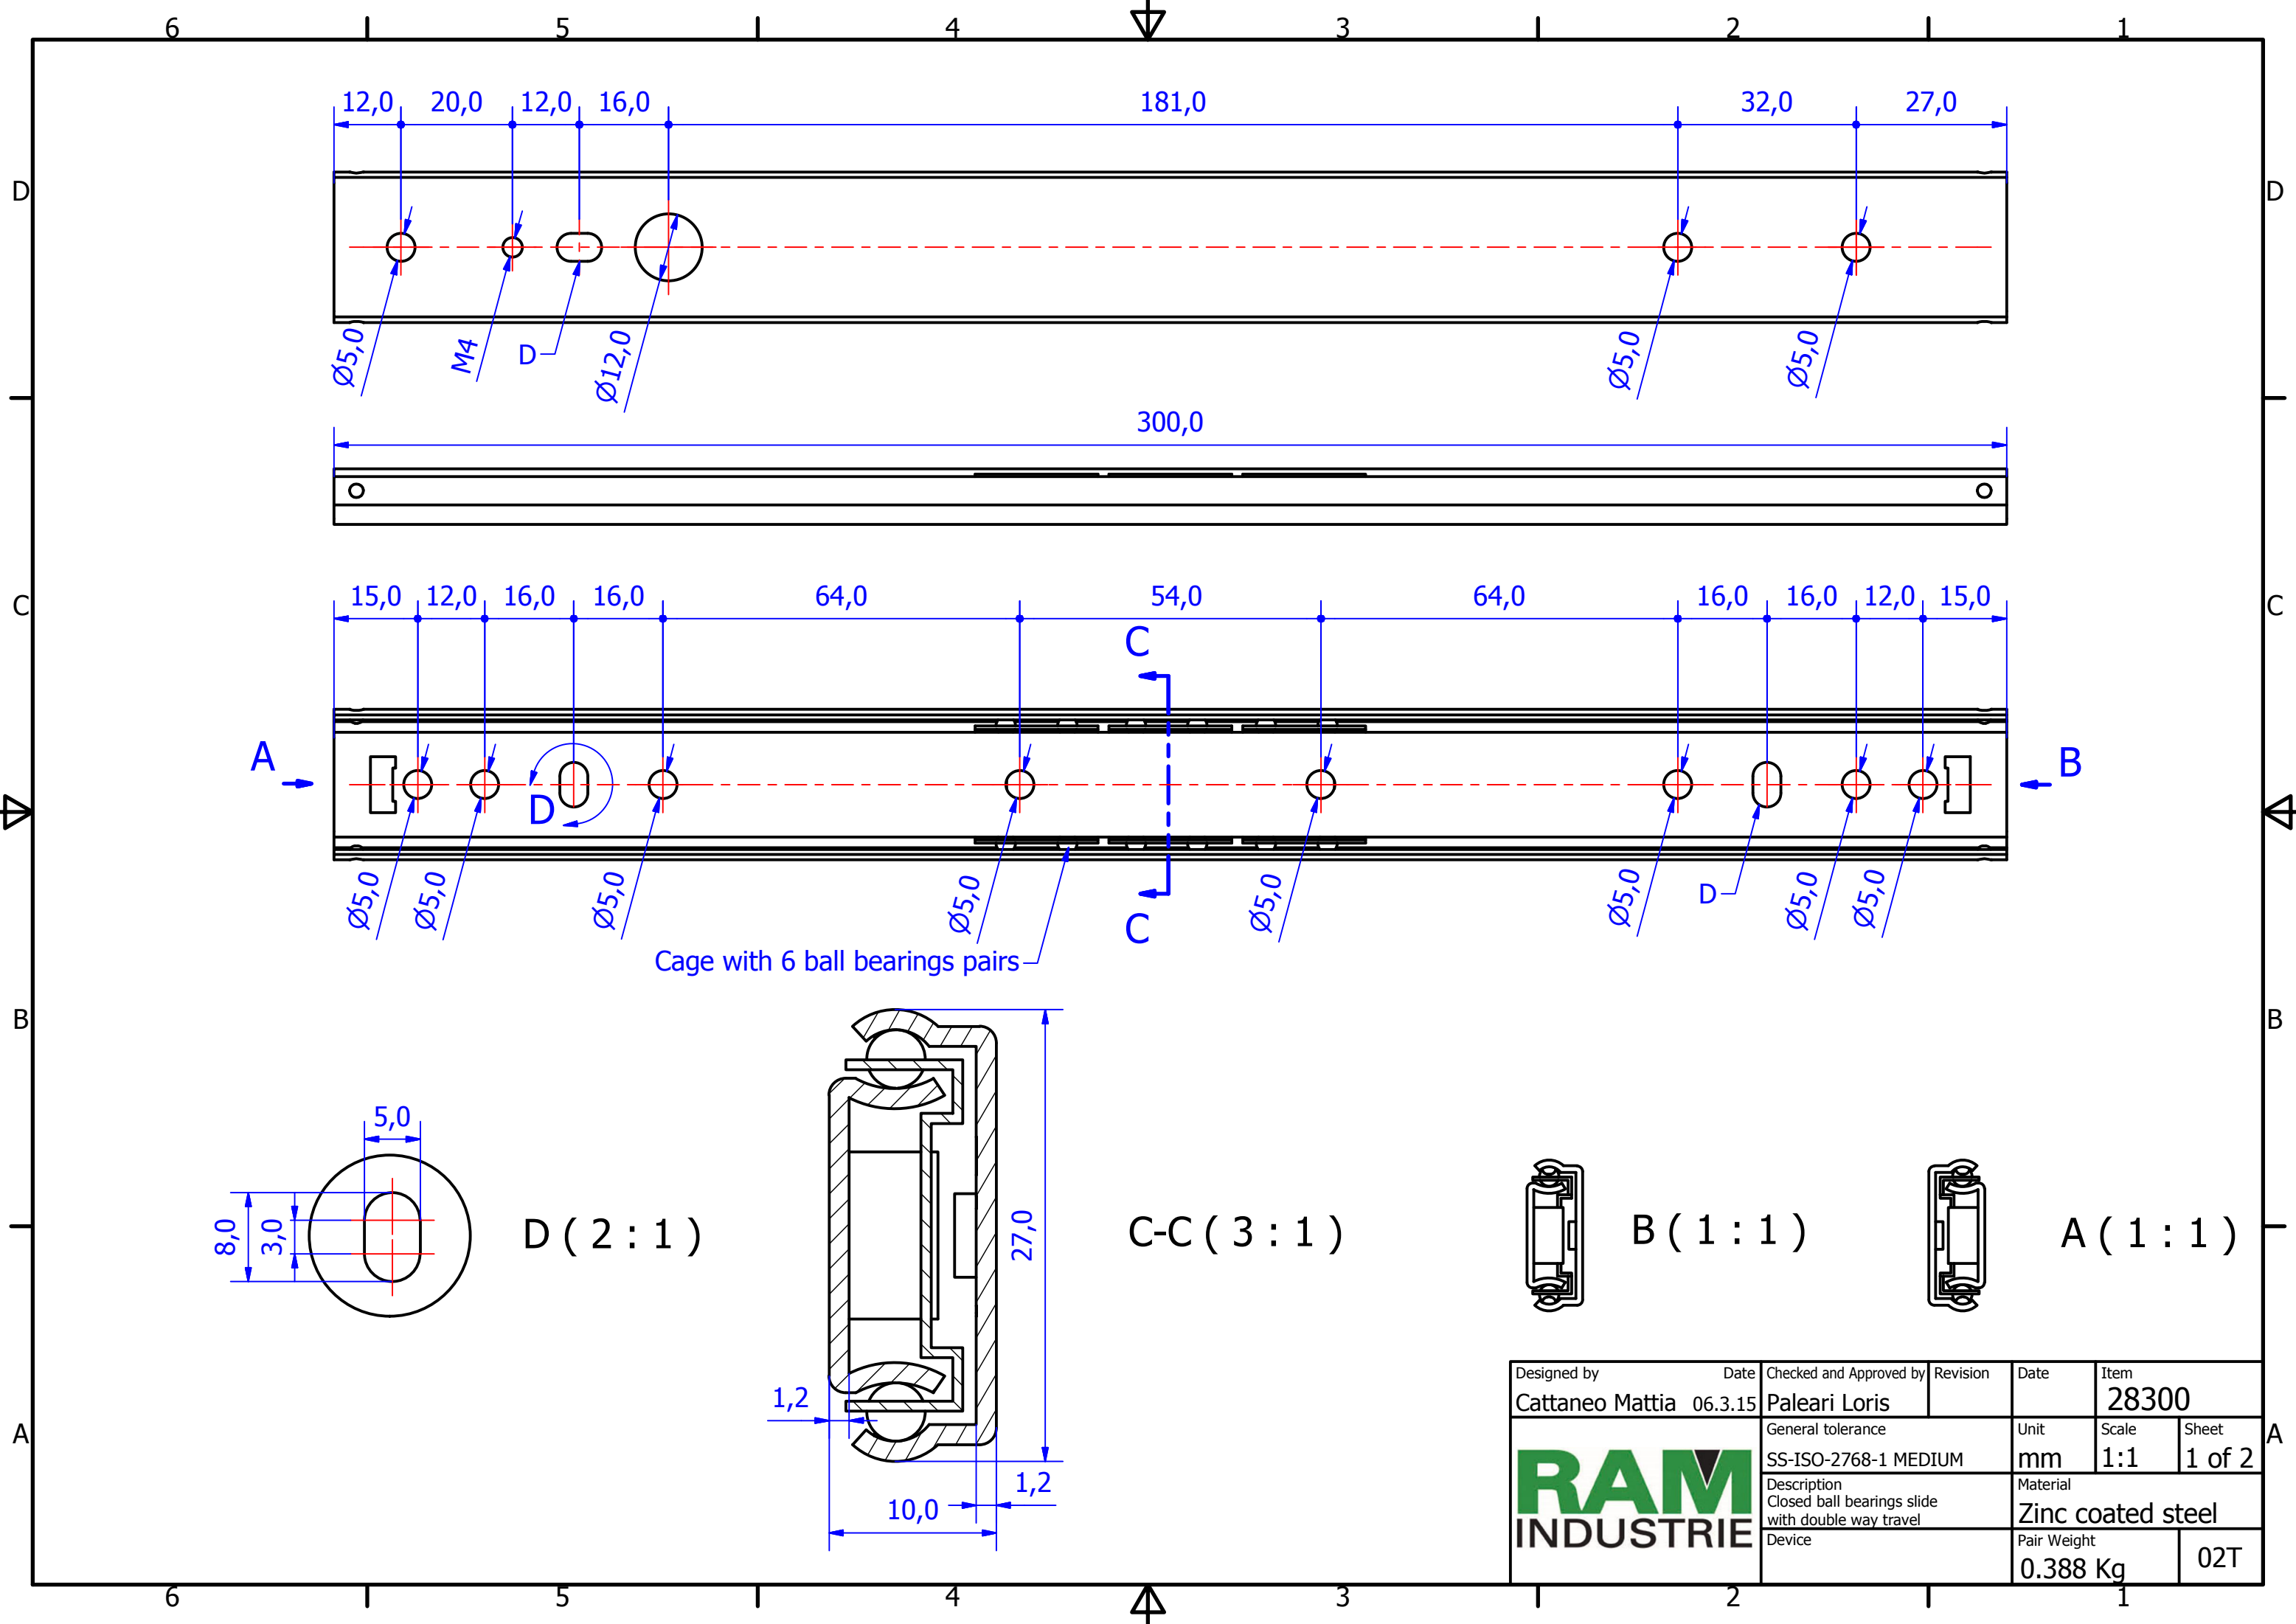 6 5 4 3 2 1
12,0 20,0 12,0 16,0 181,0 32,0 27,0
D D
Ø5,0 M4 D Ø12,0 Ø5,0 Ø5,0
300,0
C C
15,0 12,0 16,0 16,0 64,0 54,0 64,0 16,0 16,0 12,0 15,0
C
A B
D
Ø5,0 Ø5,0 Ø5,0 Ø5,0 Ø5,0 Ø5,0 D Ø5,0 Ø5,0
C
Cage with 6 ball bearings pairs
B B
5,0
8,0 3,0
D ( 2 : 1 )
27,0
C-C ( 3 : 1 )
B ( 1 : 1 )
A ( 1 : 1 )
1,2
1,2
10,0
A A
Designed by Date Checked and Approved by Revision Date Item
Cattaneo Mattia 06.3.15 Paleari Loris 28300
General tolerance Unit Scale Sheet
SS-ISO-2768-1 MEDIUM mm 1:1 1 of 2
RAM
INDUSTRIE
Description Material
Closed ball bearings slide
with double way travel
Zinc coated steel
Device Pair Weight
0.388 Kg 02T
6 5 4 3 2 1